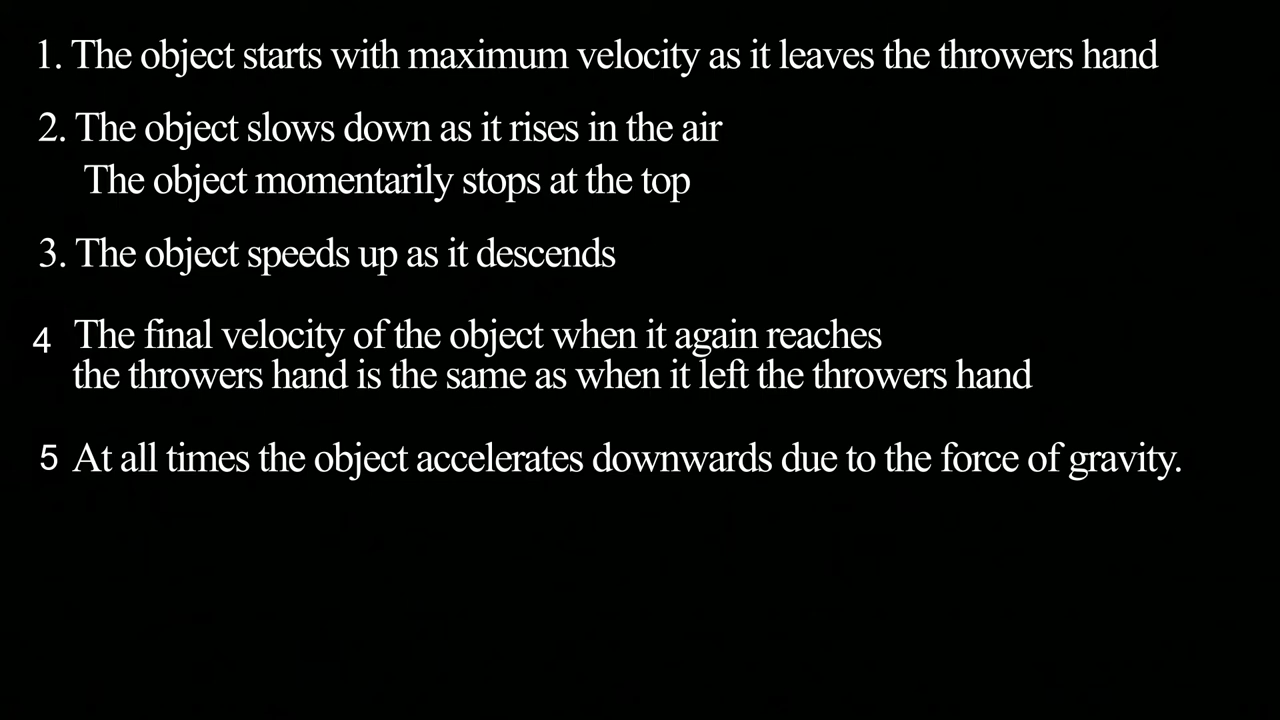 1. The object starts with maximum velocity as it leaves the throwers hand
2. The object slows down as it rises in the air
The object momentarily stops at the top
3. The object speeds up as it descends
4 The final velocity of the object when it again reaches
the throwers hand is the same as when it left the throwers hand
5 At all times the object accelerates downwards due to the force of gravity.